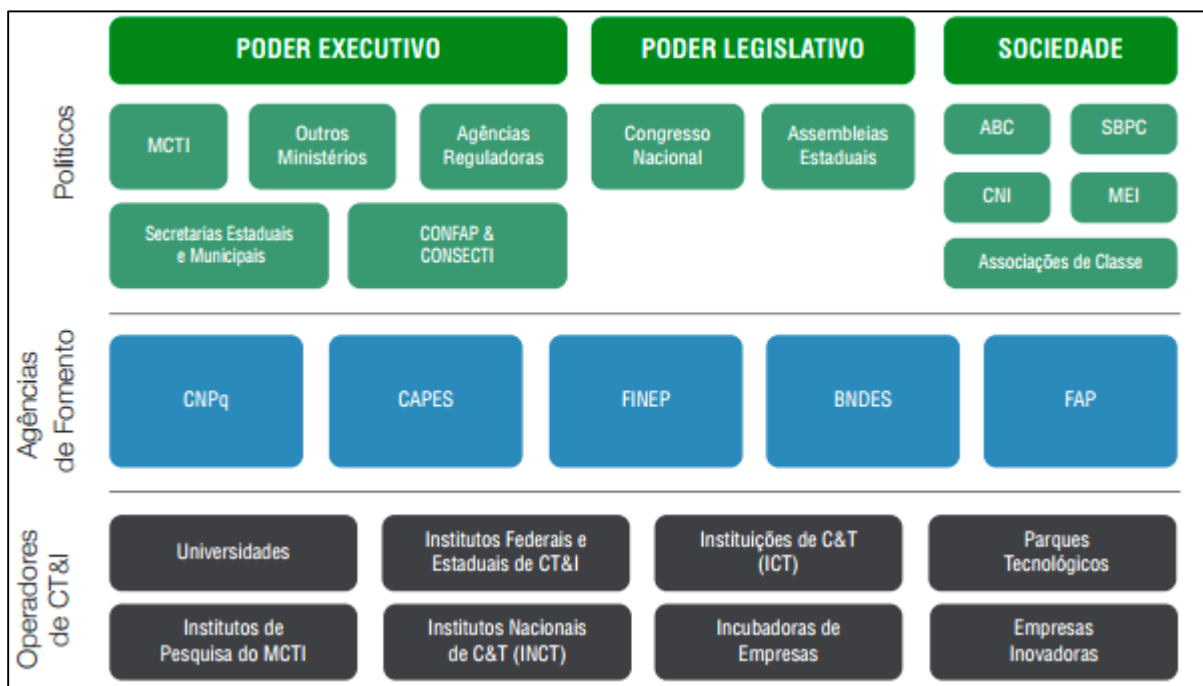 PODER EXECUTIVO
PODER LEGISLATIVO
SOCIEDADE
Políticos
MCTI
Outros
Ministérios
Agências
Reguladoras
Congresso
Nacional
Assembleias
Estaduais
ABC
SBPC
CNI
MEI
Secretarias Estaduais
e Municipais
CONFAP &
CONSECTI
Associações de Classe
Agências
de Fomento
CNPq
CAPES
FINEP
BNDES
FAP
Operadores
de CT&I
Universidades
Institutos Federais e
Estaduais de CT&I
Instituições de C&T
(ICT)
Parques
Tecnológicos
Institutos de
Pesquisa do MCTI
Institutos Nacionais
de C&T (INCT)
Incubadoras de
Empresas
Empresas
Inovadoras